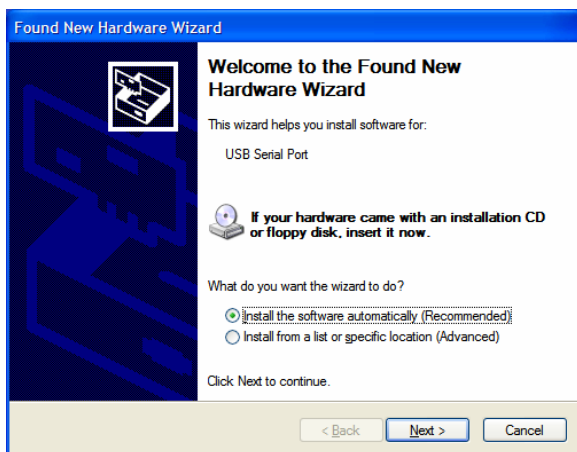 Found New Hardware Wizard
Welcome to the Found New
Hardware Wizard
This wizard helps you install software for:
USB Serial Port
If your hardware came with an installation CD
or floppy disk, insert it now.
What do you want the wizard to do?
Install the software automatically (Recommended)
Install from a list or specific location (Advanced)
Click Next to continue.
< Back
Next >
Cancel